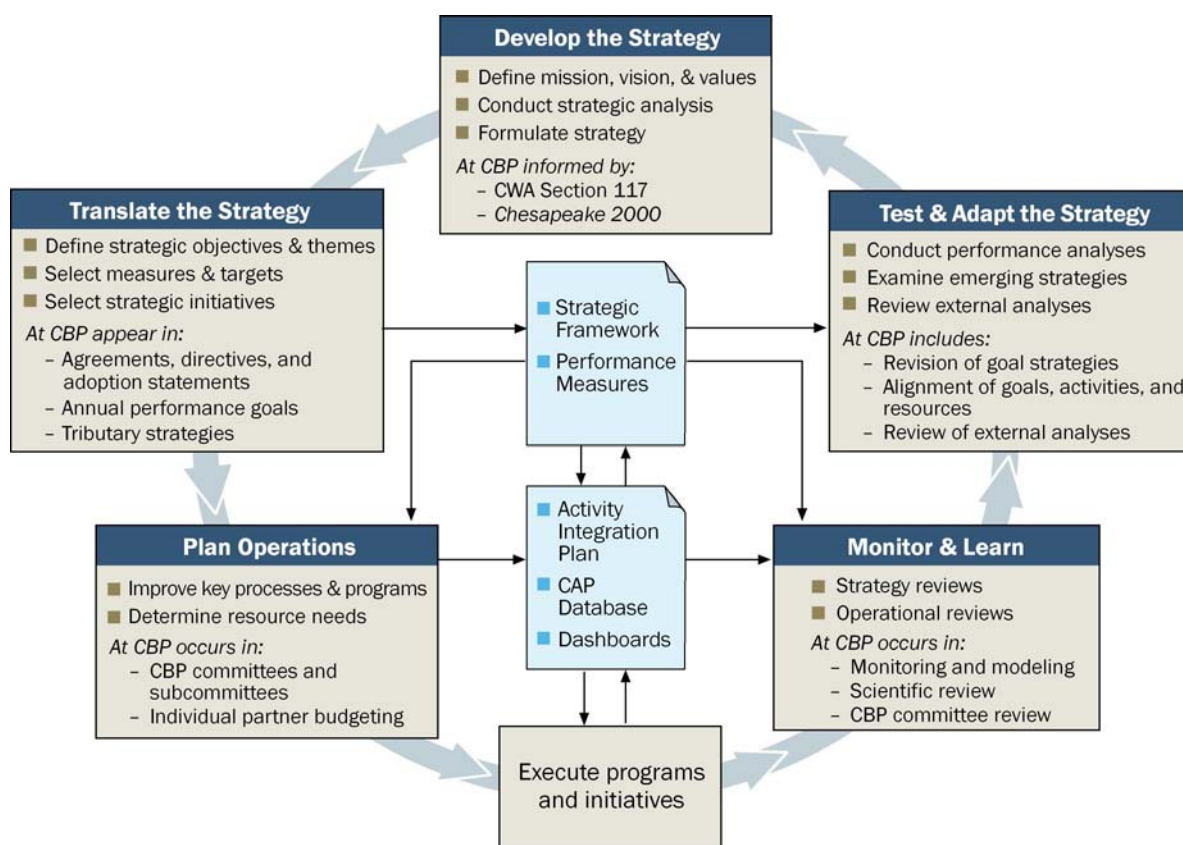 Develop the Strategy
Define mission, vision, & values
Conduct strategic analysis
Formulate strategy
At CBP informed by:
– CWA Section 117
– Chesapeake 2000
Translate the Strategy
Define strategic objectives & themes
Select measures & targets
Select strategic initiatives
At CBP appear in:
– Agreements, directives, and
adoption statements
– Annual performance goals
– Tributary strategies
Strategic
Framework
Performance
Measures
Test & Adapt the Strategy
Conduct performance analyses
Examine emerging strategies
Review external analyses
At CBP includes:
– Revision of goal strategies
– Alignment of goals, activities, and
resources
– Review of external analyses
Plan Operations
Improve key processes & programs
Determine resource needs
At CBP occurs in:
– CBP committees and
subcommittees
– Individual partner budgeting
Activity
Integration
Plan
CAP
Database
Dashboards
Monitor & Learn
Strategy reviews
Operational reviews
At CBP occurs in:
– Monitoring and modeling
– Scientific review
– CBP committee review
Execute programs
and initiatives